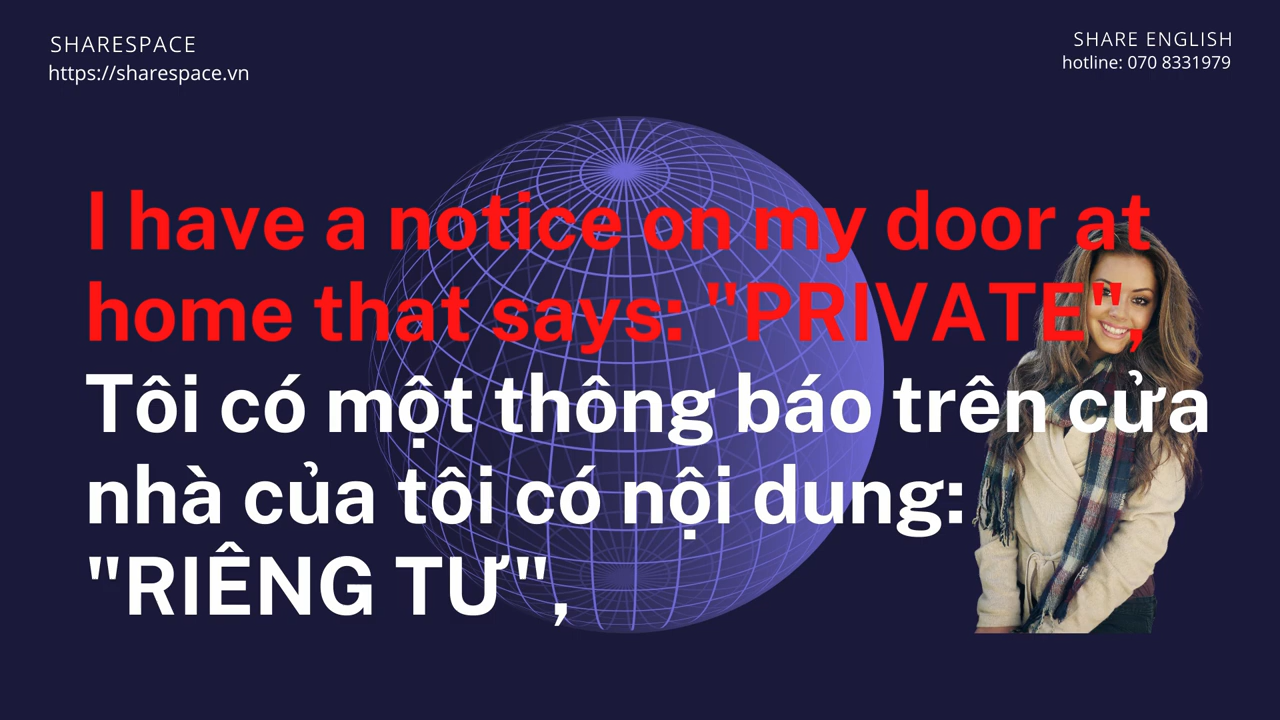 SHARESPACE
https://sharespace.vn
SHARE ENGLISH
hotline: 070 8331979
I have a notice on my door at
home that says: "PRIVATE",
Tôi có một thông báo trên cửa
nhà của tôi có nội dung:
"RIÊNG TƯ",